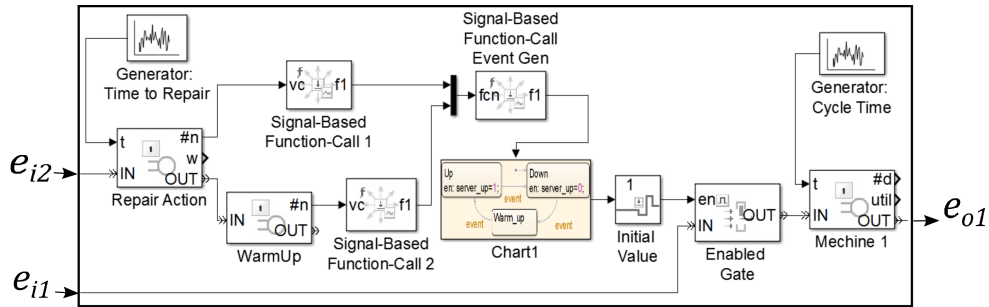 Generator:
Time to Repair
t
#n
w
IN
OUT
Repair Action
e_i2
e_i1
vc
f
f1
Signal-Based
Function-Call 1
IN
#n
OUT
WarmUp
vc
f
f1
Signal-Based
Function-Call 2
Signal-Based
Function-Call
Event Gen
fcn
f
f1
Up
en: server_up=1;
Down
en: server_up=0;
event
Warm_up
event
event
Chart1
1
Initial
Value
en
OUT
IN
Enabled
Gate
Generator:
Cycle Time
t
#d
util
IN
OUT
Mechine 1
e_o1